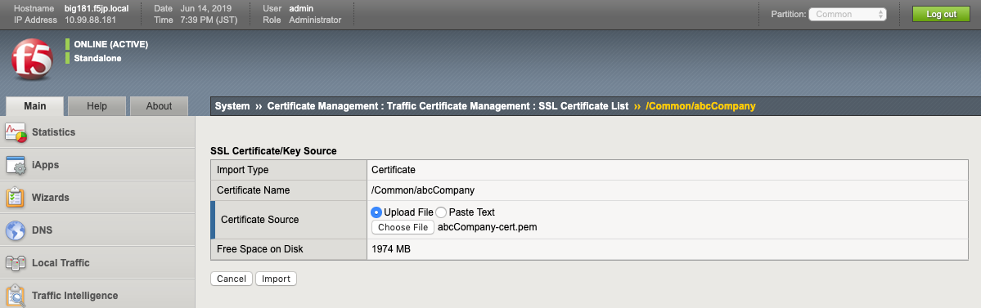 Hostname big181.f5jp.local Date Jun 14, 2019 User admin
IP Address 10.99.88.181 Time 7:39 PM (JST) Role Administrator
Partition: Common
Log out
f5
ONLINE (ACTIVE)
Standalone
Main Help About
System ›› Certificate Management : Traffic Certificate Management : SSL Certificate List ›› /Common/abcCompany
Statistics
iApps
Wizards
DNS
Local Traffic
Traffic Intelligence
SSL Certificate/Key Source
Import Type Certificate
Certificate Name /Common/abcCompany
Certificate Source Upload File Paste Text
Choose File abcCompany-cert.pem
Free Space on Disk 1974 MB
Cancel Import